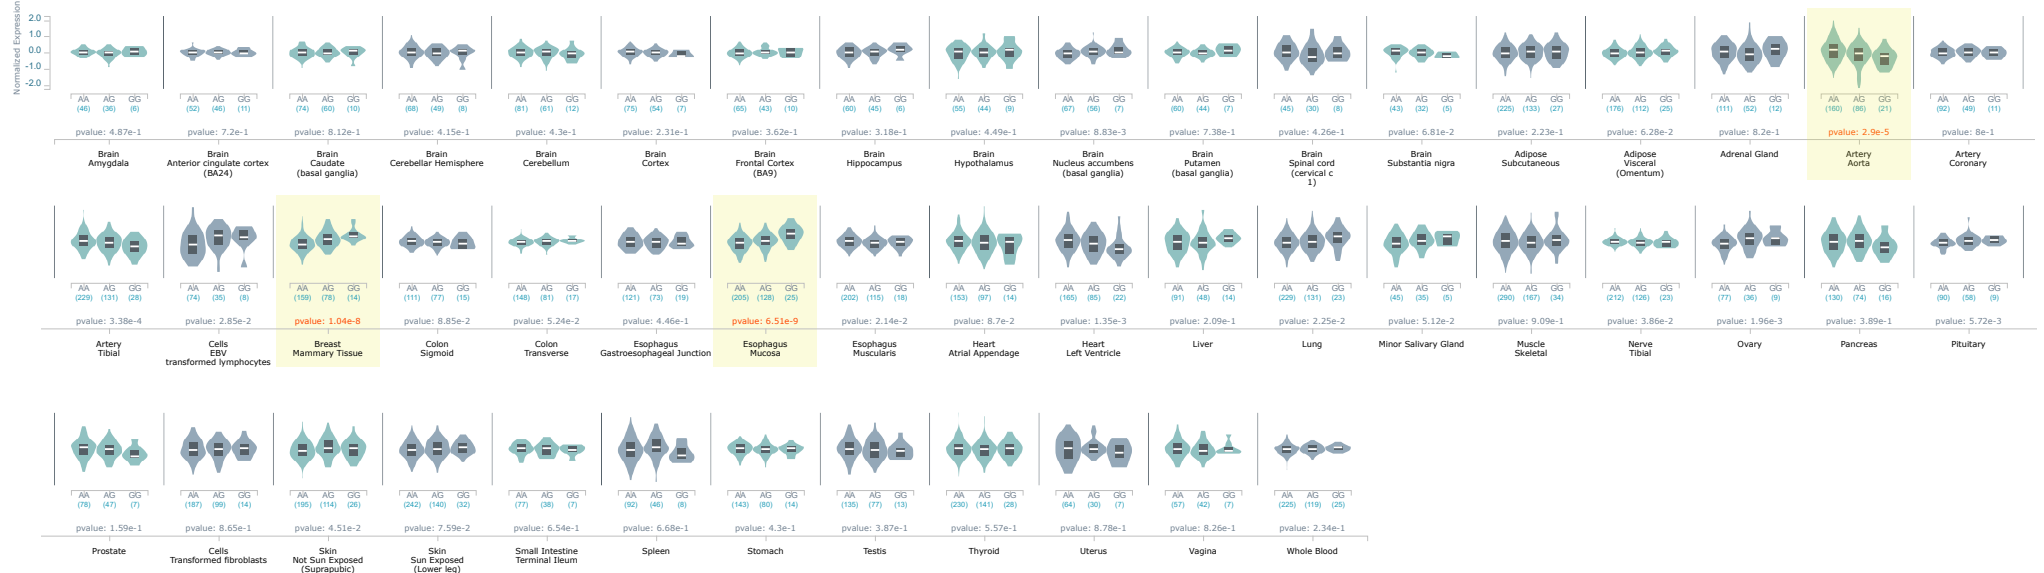 Normalized Expression
2.0
1.0
0.0
-1.0
-2.0
AA AG GG AA AG GG AA AG GG AA AG GG AA AG GG AA AG GG AA AG GG AA AG GG AA AG GG AA AG GG AA AG GG AA AG GG AA AG GG AA AG GG AA AG GG AA AG GG AA AG GG AA AG GG
(46) (36) (6) (52) (46) (11) (74) (60) (10) (68) (49) (8) (81) (61) (12) (75) (54) (7) (65) (43) (10) (60) (45) (6) (55) (44) (9) (67) (56) (7) (60) (44) (7) (45) (30) (8) (43) (32) (5) (225) (133) (27) (176) (112) (25) (111) (52) (12) (160) (86) (21) (92) (49) (11)
pvalue: 4.87e-1 pvalue: 7.2e-1 pvalue: 8.12e-1 pvalue: 4.15e-1 pvalue: 4.3e-1 pvalue: 2.31e-1 pvalue: 3.62e-1 pvalue: 3.18e-1 pvalue: 4.49e-1 pvalue: 8.83e-3 pvalue: 7.38e-1 pvalue: 4.26e-1 pvalue: 6.81e-2 pvalue: 2.23e-1 pvalue: 6.28e-2 pvalue: 8.2e-1 pvalue: 2.9e-5 pvalue: 8e-1
Brain Brain Brain Brain Brain Brain Brain Brain Brain Brain Brain Brain Brain Adipose Adipose Adrenal Gland Artery Artery
Amygdala Anterior cingulate cortex Caudate Cerebellar Hemisphere Cerebellum Cortex Frontal Cortex Hippocampus Hypothalamus Nucleus accumbens Putamen Spinal cord Substantia nigra Subcutaneous Visceral Aorta Coronary
(BA24) (basal ganglia) (BA9) (basal ganglia) (basal ganglia) (cervical c (Omentum)
1)
AA AG GG AA AG GG AA AG GG AA AG GG AA AG GG AA AG GG AA AG GG AA AG GG AA AG GG AA AG GG AA AG GG AA AG GG AA AG GG AA AG GG AA AG GG AA AG GG AA AG GG AA AG GG
(229) (131) (28) (74) (35) (8) (159) (78) (14) (111) (77) (15) (148) (81) (17) (121) (73) (19) (205) (128) (25) (202) (115) (18) (153) (97) (14) (165) (85) (22) (91) (48) (14) (229) (131) (23) (45) (35) (5) (290) (167) (34) (212) (126) (23) (77) (36) (9) (130) (74) (16) (90) (58) (9)
pvalue: 3.38e-4 pvalue: 2.85e-2 pvalue: 1.04e-8 pvalue: 8.85e-2 pvalue: 5.24e-2 pvalue: 4.46e-1 pvalue: 6.51e-9 pvalue: 2.14e-2 pvalue: 8.7e-2 pvalue: 1.35e-3 pvalue: 2.09e-1 pvalue: 2.25e-2 pvalue: 5.12e-2 pvalue: 9.09e-1 pvalue: 3.86e-2 pvalue: 1.96e-3 pvalue: 3.89e-1 pvalue: 5.72e-3
Artery Cells Breast Colon Colon Esophagus Esophagus Esophagus Heart Heart Liver Lung Minor Salivary Gland Muscle Nerve Ovary Pancreas Pituitary
Tibial EBV Mammary Tissue Sigmoid Transverse Gastroesophageal Junction Mucosa Muscularis Atrial Appendage Left Ventricle Skeletal Tibial
transformed lymphocytes
AA AG GG AA AG GG AA AG GG AA AG GG AA AG GG AA AG GG AA AG GG AA AG GG AA AG GG AA AG GG AA AG GG AA AG GG
(78) (47) (7) (187) (99) (14) (195) (114) (26) (242) (140) (32) (77) (38) (7) (92) (46) (8) (143) (80) (14) (135) (77) (13) (230) (141) (28) (64) (30) (7) (57) (42) (7) (225) (119) (25)
pvalue: 1.59e-1 pvalue: 8.65e-1 pvalue: 4.51e-2 pvalue: 7.59e-2 pvalue: 6.54e-1 pvalue: 6.68e-1 pvalue: 4.3e-1 pvalue: 3.87e-1 pvalue: 5.57e-1 pvalue: 8.78e-1 pvalue: 8.26e-1 pvalue: 2.34e-1
Prostate Cells Skin Skin Small Intestine Spleen Stomach Testis Thyroid Uterus Vagina Whole Blood
Transformed fibroblasts Not Sun Exposed Sun Exposed Terminal Ileum
(Suprapubic) (Lower leg)